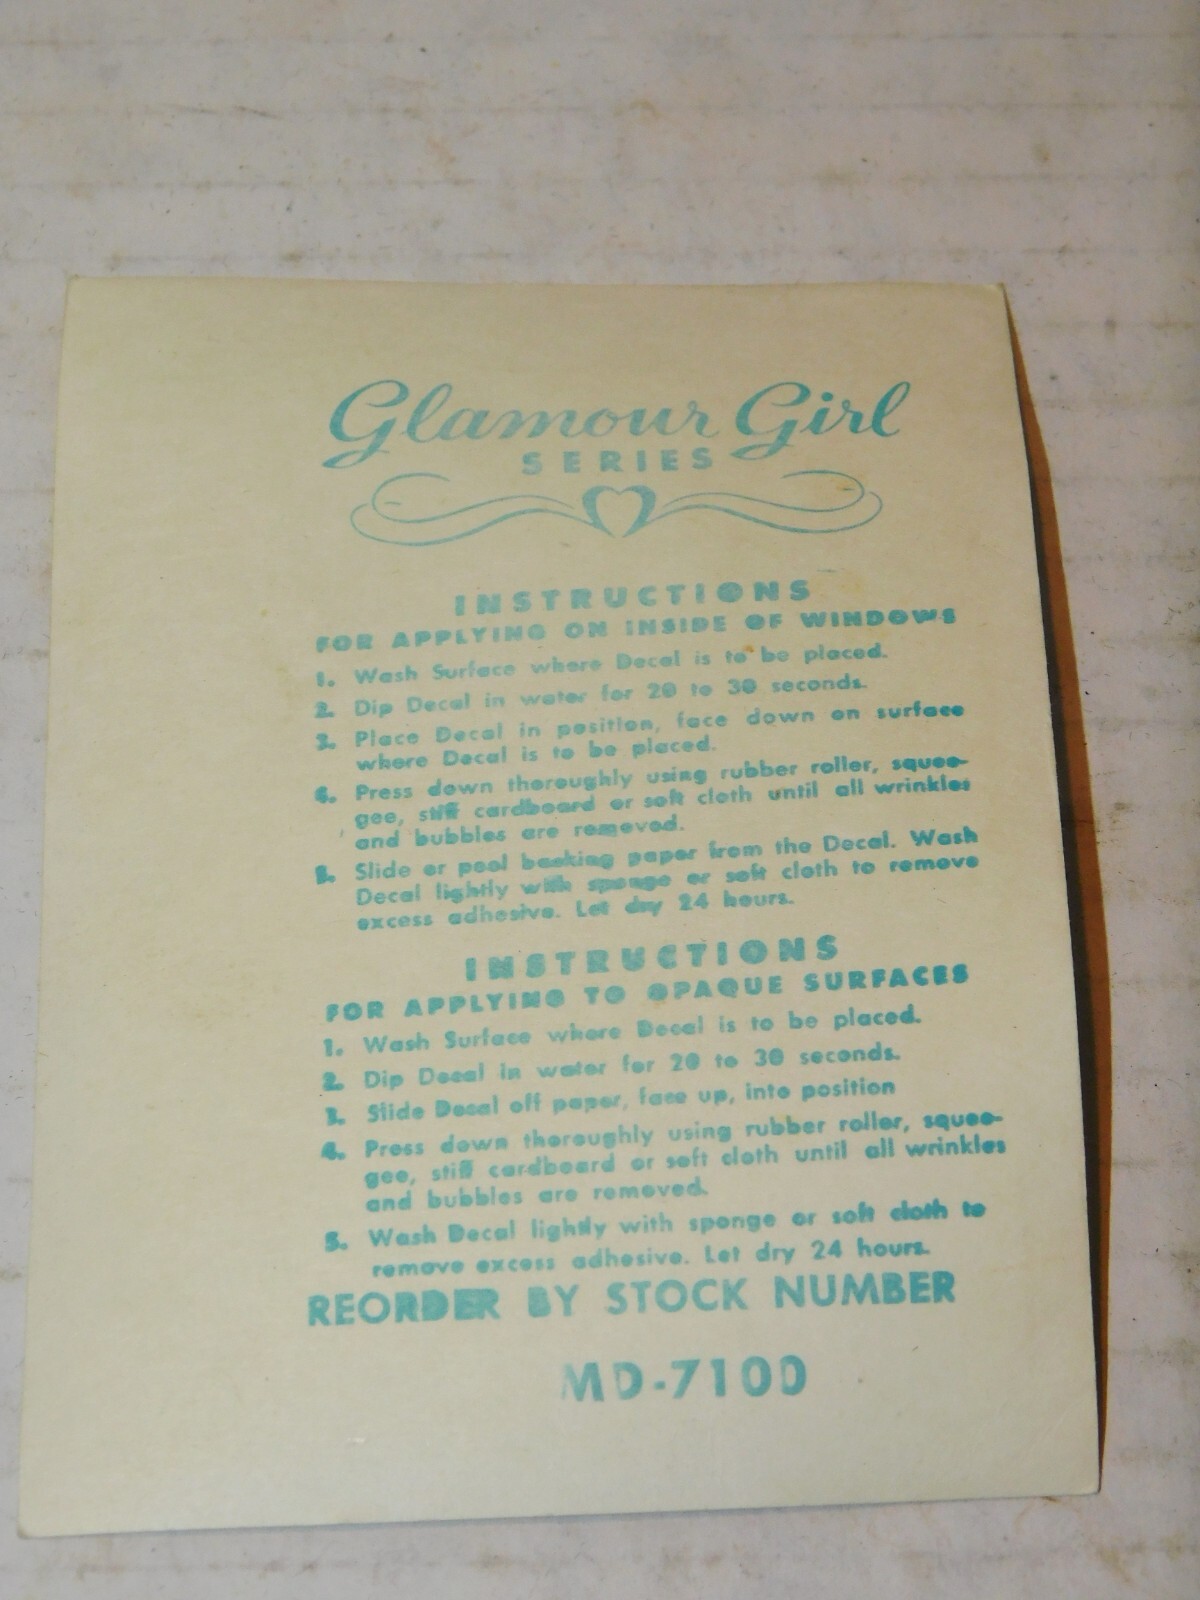 Glamour Girl
SERIES
INSTRUCTIONS
FOR APPLYING ON INSIDE OF WINDOWS
1. Wash Surface where Decal is to be placed.
2. Dip Decal in water for 20 to 30 seconds.
3. Place Decal in position, face down on surface
where Decal is to be placed.
4. Press down thoroughly using rubber roller, squee-
gee, stiff cardboard or soft cloth until all wrinkles
and bubbles are removed.
5. Slide or peel backing paper from the Decal. Wash
Decal lightly with sponge or soft cloth to remove
excess adhesive. Let dry 24 hours.
INSTRUCTIONS
FOR APPLYING TO OPAQUE SURFACES
1. Wash Surface where Decal is to be placed.
2. Dip Decal in water for 20 to 30 seconds.
3. Slide Decal off paper, face up, into position
4. Press down thoroughly using rubber roller, squee-
gee, stiff cardboard or soft cloth until all wrinkles
and bubbles are removed.
5. Wash Decal lightly with sponge or soft cloth to
remove excess adhesive. Let dry 24 hours.
REORDER BY STOCK NUMBER
MD-710D